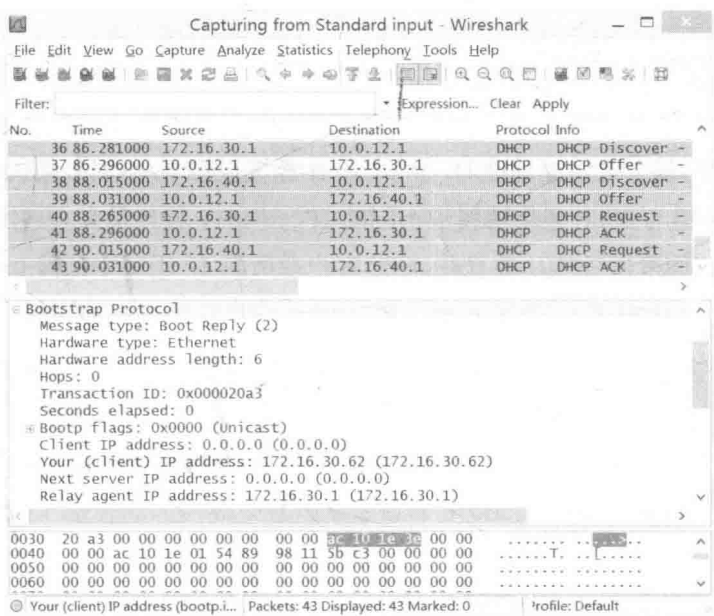 Capturing from Standard input - Wireshark
File Edit View Go Capture Analyze Statistics Telephony Tools Help
Filter: Expression... Clear Apply
No. Time Source Destination Protocol Info
36 86.281000 172.16.30.1 10.0.12.1 DHCP DHCP Discover -
37 86.296000 10.0.12.1 172.16.30.1 DHCP DHCP Offer -
38 88.015000 172.16.40.1 10.0.12.1 DHCP DHCP Discover -
39 88.031000 10.0.12.1 172.16.40.1 DHCP DHCP Offer -
40 88.265000 172.16.30.1 10.0.12.1 DHCP DHCP Request -
41 88.296000 10.0.12.1 172.16.30.1 DHCP DHCP ACK -
42 90.015000 172.16.40.1 10.0.12.1 DHCP DHCP Request -
43 90.031000 10.0.12.1 172.16.40.1 DHCP DHCP ACK -
Bootstrap Protocol
Message type: Boot Reply (2)
Hardware type: Ethernet
Hardware address length: 6
Hops: 0
Transaction ID: 0x000020a3
Seconds elapsed: 0
Bootp flags: 0x0000 (Unicast)
Client IP address: 0.0.0.0 (0.0.0.0)
Your (client) IP address: 172.16.30.62 (172.16.30.62)
Next server IP address: 0.0.0.0 (0.0.0.0)
Relay agent IP address: 172.16.30.1 (172.16.30.1)
0030 20 a3 00 00 00 00 00 00 00 00 ac 10 1e 3e 00 00 ....... ...>..
0040 00 00 ac 10 1e 01 54 89 98 11 5b c3 00 00 00 00 ......T. ..[.....
0050 00 00 00 00 00 00 00 00 00 00 00 00 00 00 00 00 ........ ........
0060 00 00 00 00 00 00 00 00 00 00 00 00 00 00 00 00 ........ ........
Your (client) IP address (bootp.i... Packets: 43 Displayed: 43 Marked: 0 Profile: Default